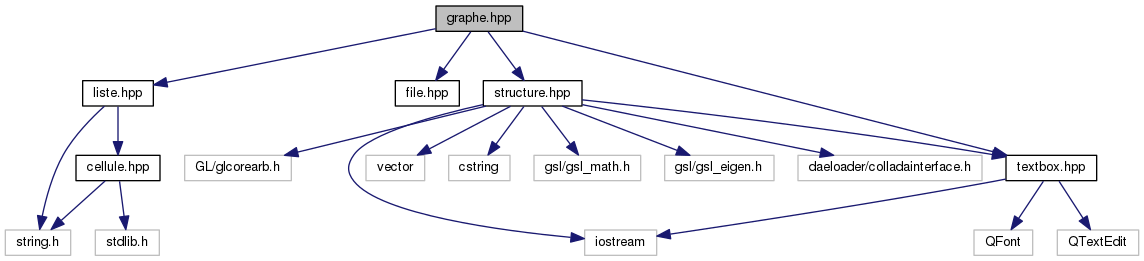 graphe.hpp
liste.hpp
file.hpp
structure.hpp
cellule.hpp
GL/glcorearb.h
vector
cstring
gsl/gsl_math.h
gsl/gsl_eigen.h
daeloader/colladainterface.h
textbox.hpp
string.h
stdlib.h
iostream
QFont
QTextEdit